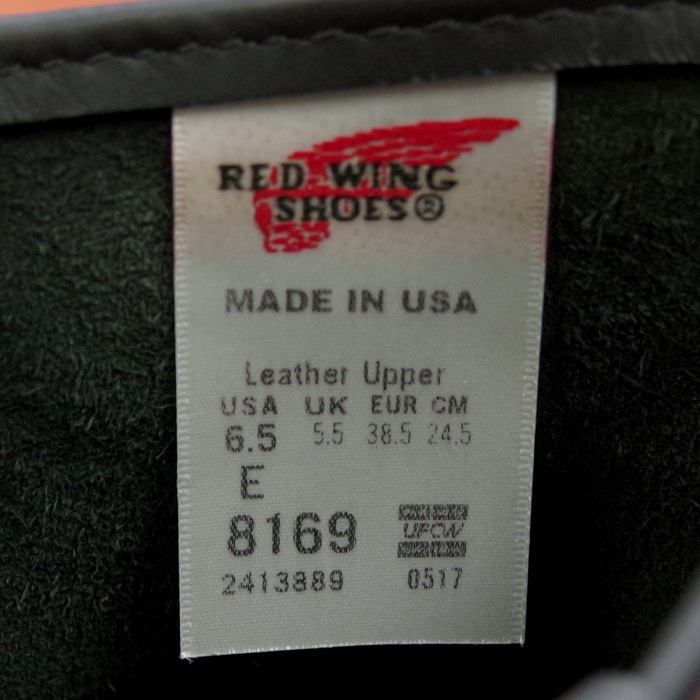 RED WING
SHOES®
MADE IN USA
Leather Upper
USA UK EUR CM
6.5 5.5 38.5 24.5
E
8169
UFCW
2413889 0517